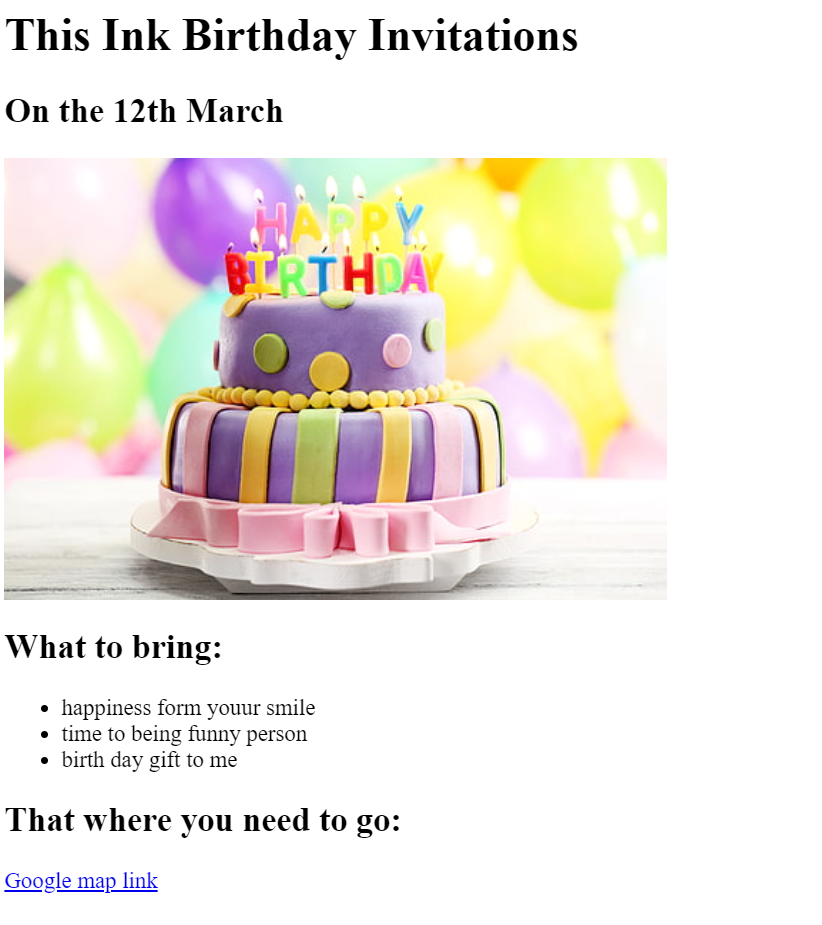 This Ink Birthday Invitations
On the 12th March
HAPPY
BIRTHDAY
What to bring:
happiness form youur smile
time to being funny person
birth day gift to me
That where you need to go:
Google map link